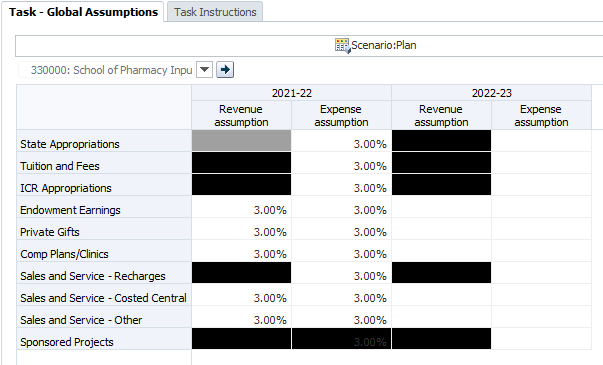 Task - Global Assumptions Task Instructions
Scenario:Plan
330000: School of Pharmacy Inpu
2021-22 2022-23
Revenue assumption Expense assumption Revenue assumption Expense assumption
State Appropriations 3.00%
Tuition and Fees 3.00%
ICR Appropriations 3.00%
Endowment Earnings 3.00% 3.00%
Private Gifts 3.00% 3.00%
Comp Plans/Clinics 3.00% 3.00%
Sales and Service - Recharges 3.00%
Sales and Service - Costed Central 3.00% 3.00%
Sales and Service - Other 3.00% 3.00%
Sponsored Projects 3.00%